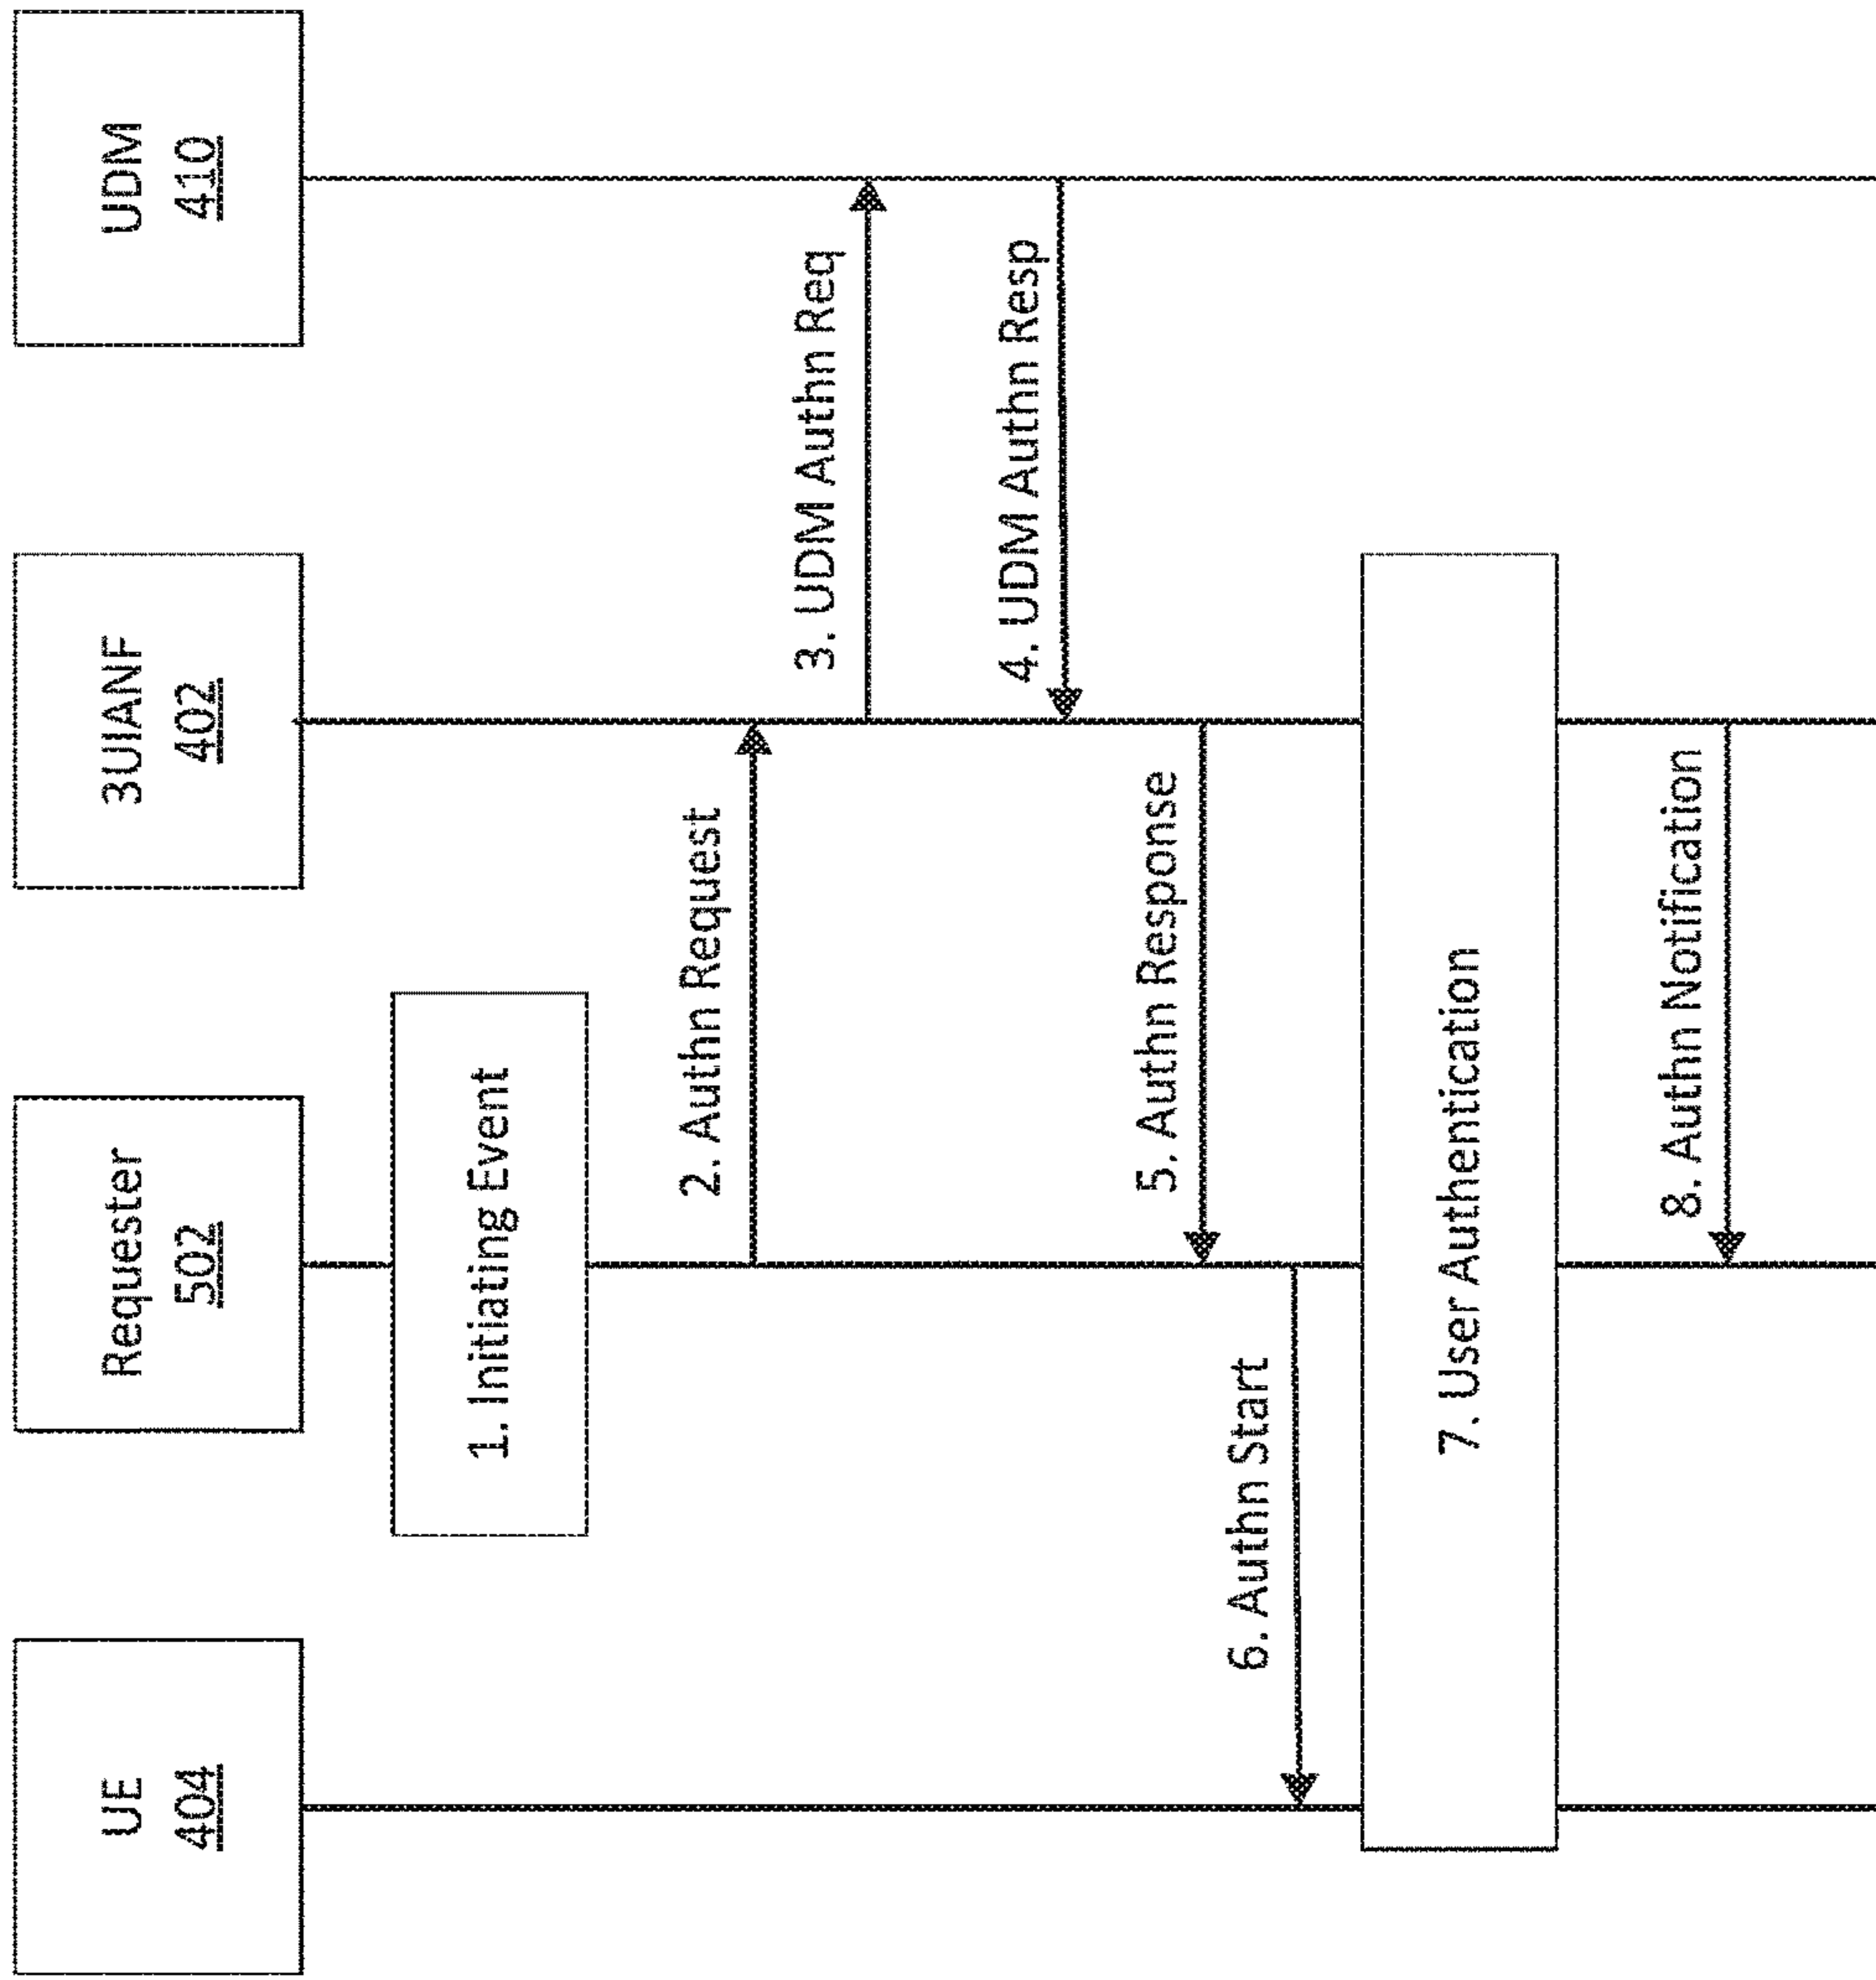 UE
404
Requester
502
3UIANF
402
UDM
410
1. Initiating Event
2. Authn Request
3. UDM Authn Req
4. UDM Authn Resp
5. Authn Response
6. Authn Start
7. User Authentication
8. Authn Notification